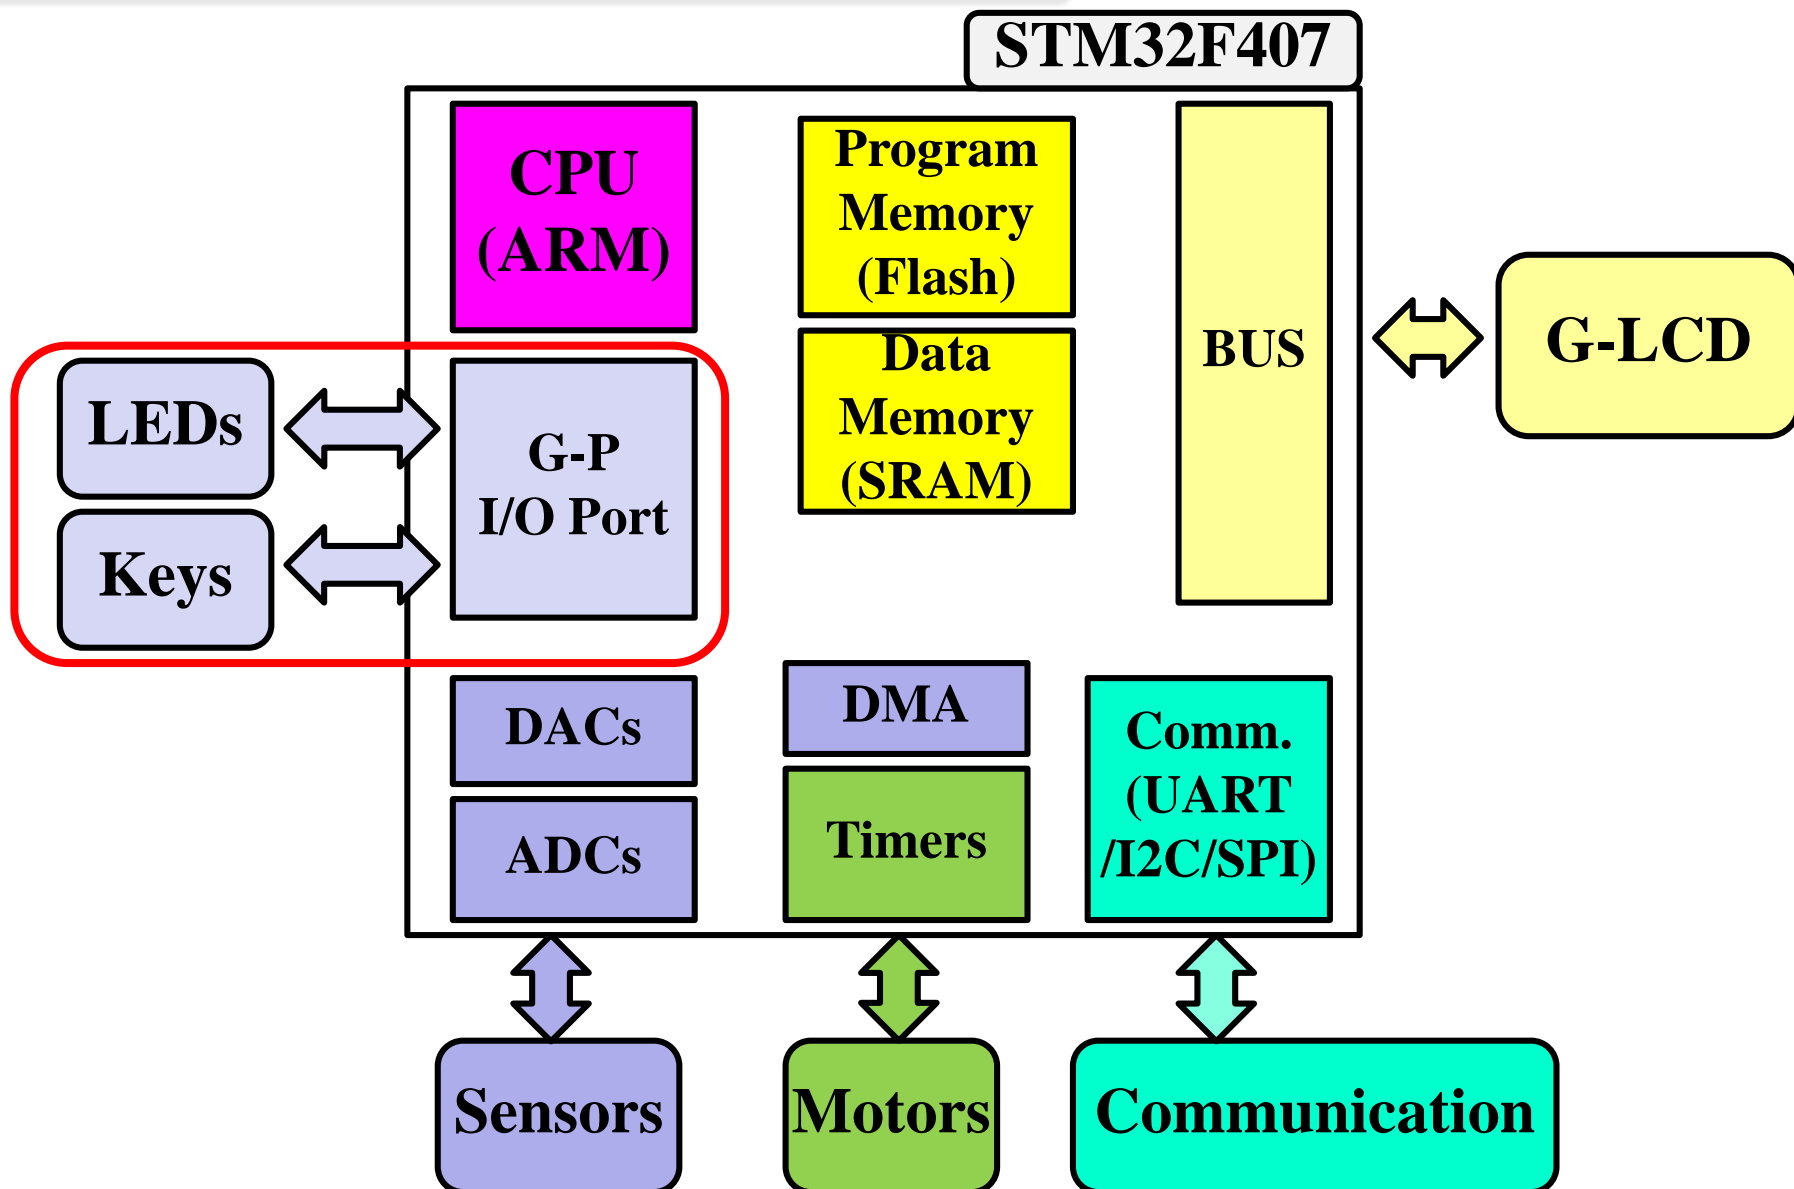 STM32F407
CPU
(ARM)
Program
Memory
(Flash)
Data
Memory
(SRAM)
BUS
G-LCD
LEDs
Keys
G-P
I/O Port
DACs
ADCs
DMA
Timers
Comm.
(UART
/I2C/SPI)
Sensors
Motors
Communication